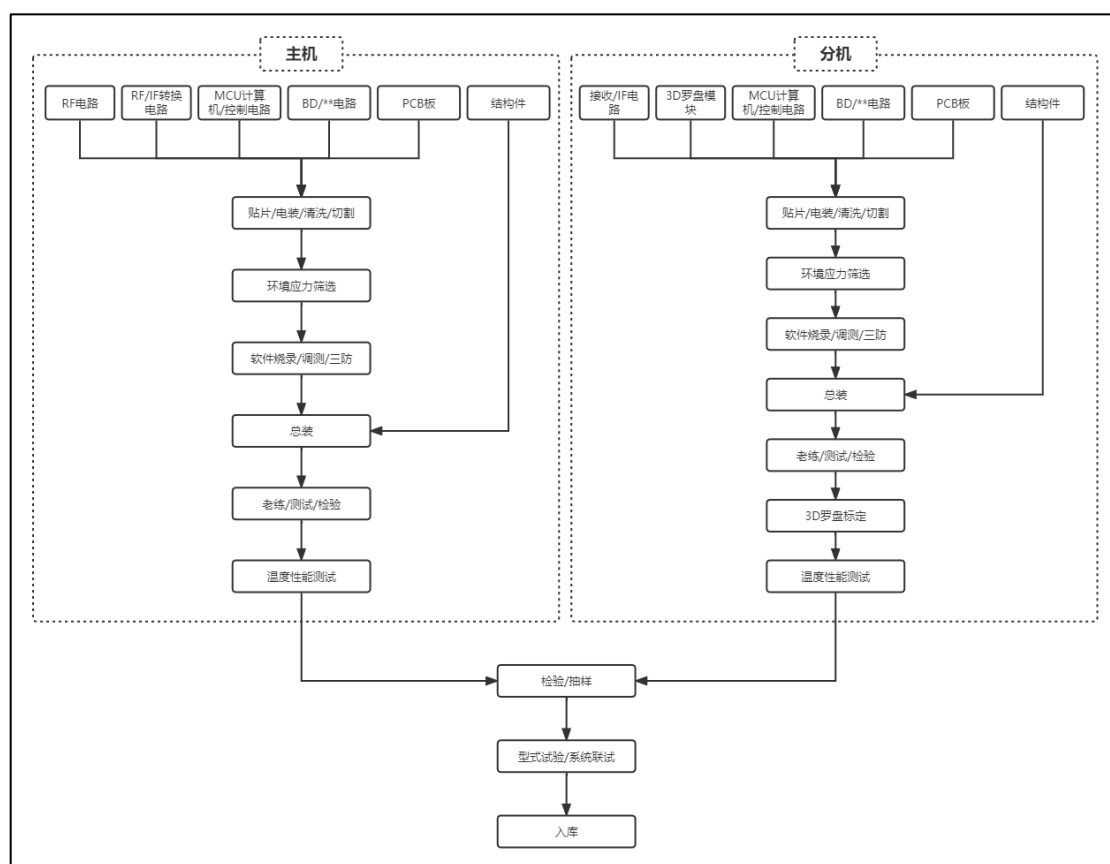 主机
RF电路
RF/IF转换
电路
MCU计算
机/控制电路
BD/**电路
PCB板
结构件
贴片/电装/清洗/切割
环境应力筛选
软件烧录/调测/三防
总装
老练/测试/检验
温度性能测试
分机
接收/IF电
路
3D罗盘模
块
MCU计算
机/控制电路
BD/**电路
PCB板
结构件
贴片/电装/清洗/切割
环境应力筛选
软件烧录/调测/三防
总装
老练/测试/检验
3D罗盘标定
温度性能测试
检验/抽样
型式试验/系统联试
入库